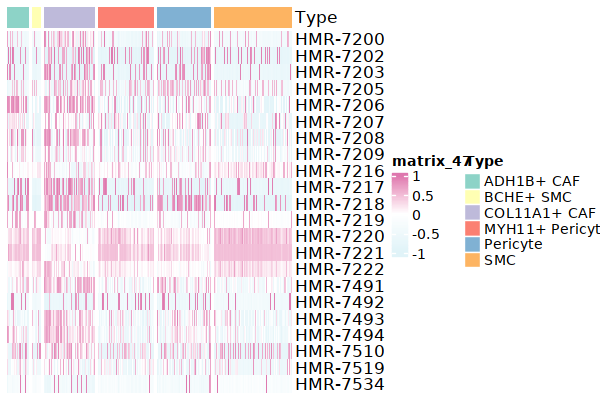 Type
HMR-7200
HMR-7202
HMR-7203
HMR-7205
HMR-7206
HMR-7207
HMR-7208
HMR-7209
HMR-7216
HMR-7217
HMR-7218
HMR-7219
HMR-7220
HMR-7221
HMR-7222
HMR-7491
HMR-7492
HMR-7493
HMR-7494
HMR-7510
HMR-7519
HMR-7534
matrix_47
1
0.5
0
-0.5
-1
Type
ADH1B+ CAF
BCHE+ SMC
COL11A1+ CAF
MYH11+ Pericyt
Pericyte
SMC